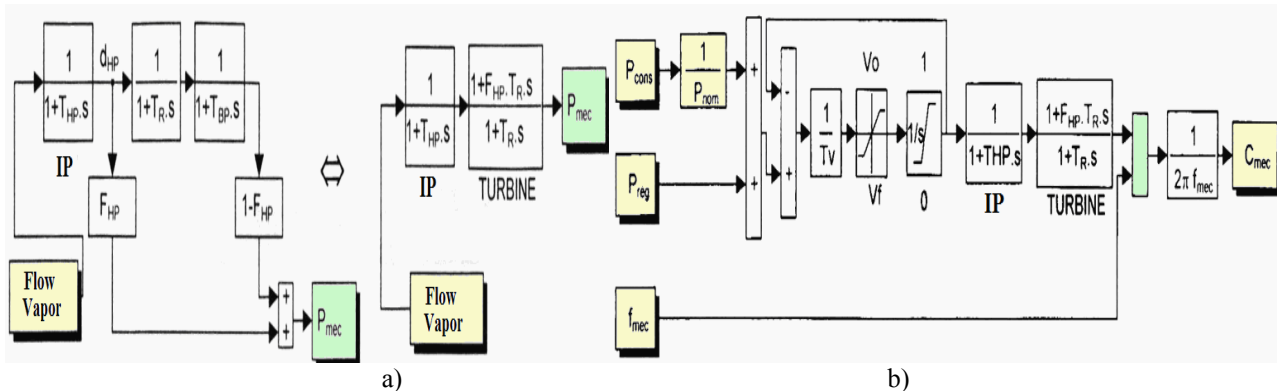 1
1+T_HP.s
IP
d_HP
1
1+T_R.s
1
1+T_BP.s
F_HP
1-F_HP
Flow
Vapor
+
+
P_mec
⇔
1
1+T_HP.s
IP
1+F_HP.T_R.s
1+T_R.s
TURBINE
P_mec
Flow
Vapor
a)
P_cons
1
P_nom
P_reg
f_mec
+
+
-
+
1
Tv
Vo
Vf
1
1/s
0
1
1+THP.s
IP
1+F_HP.T_R.s
1+T_R.s
TURBINE
1
2π f_mec
C_mec
b)